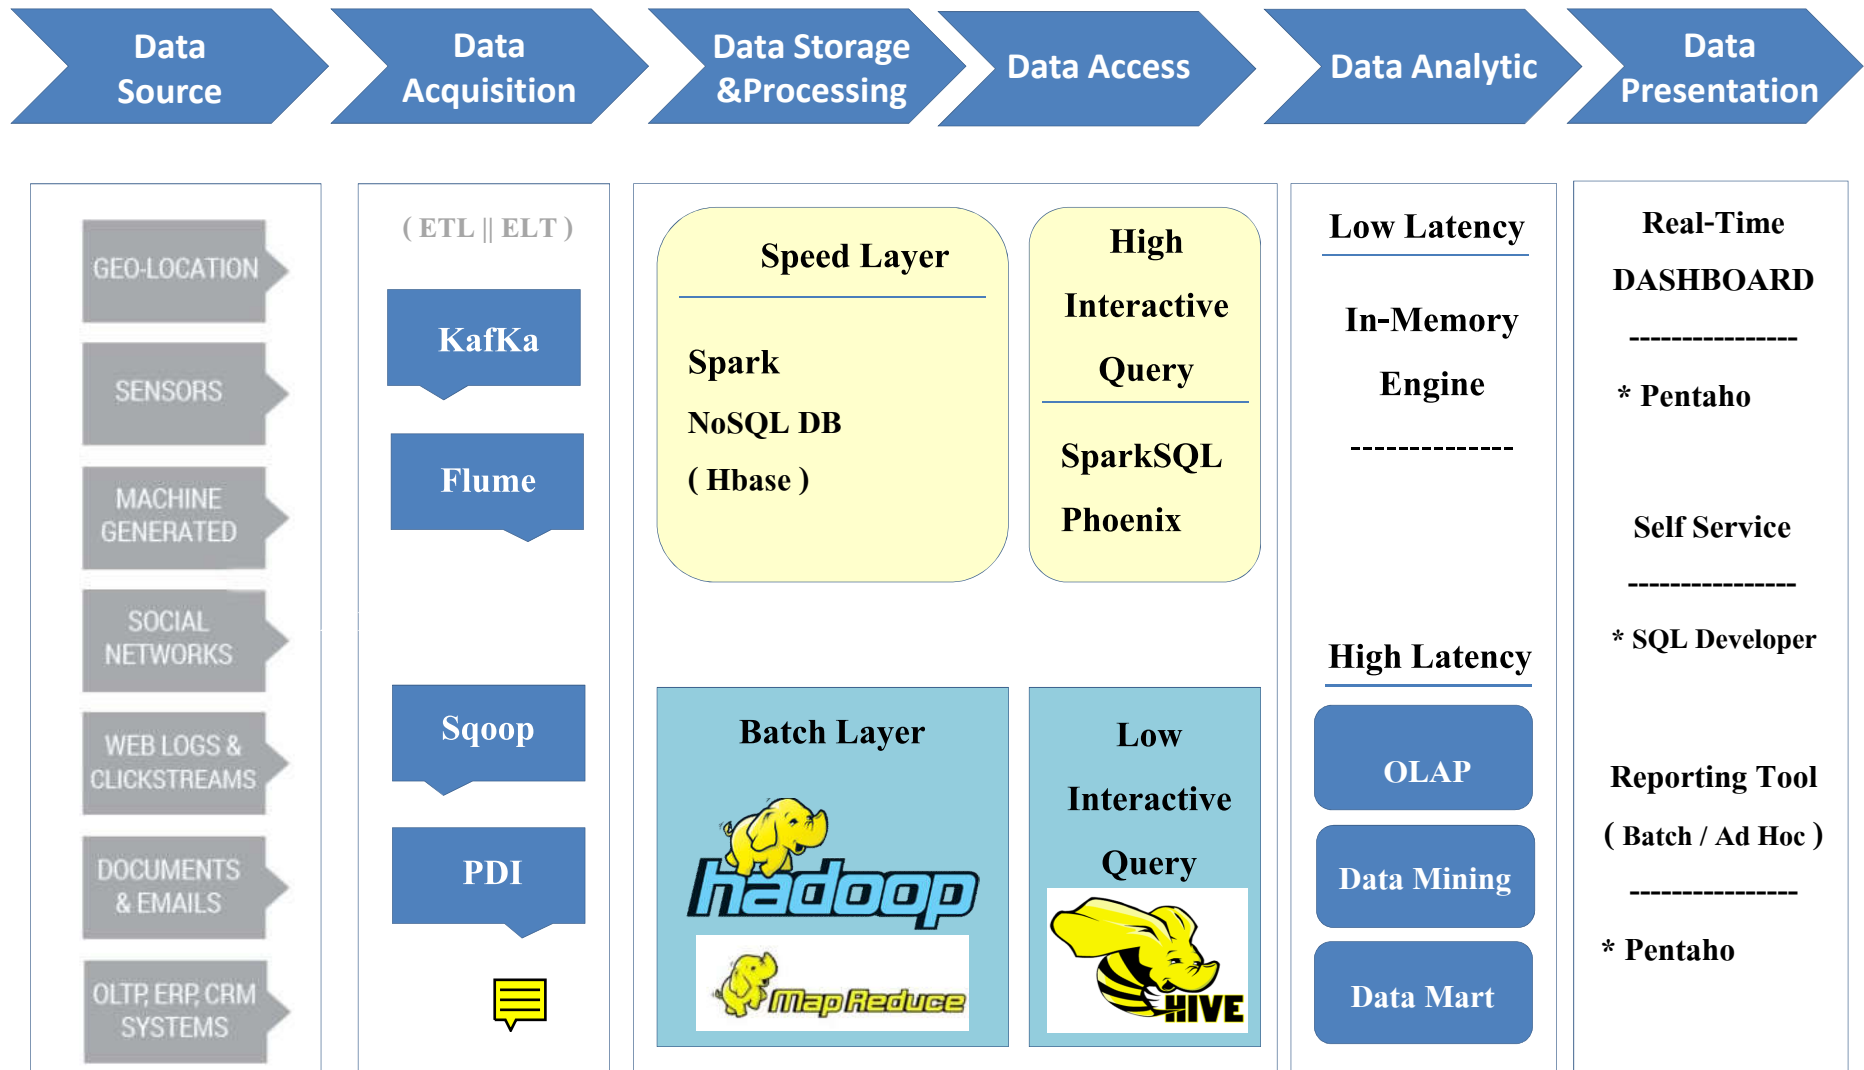 Data
Source
Data
Acquisition
Data Storage
&Processing
Data Access
Data Analytic
Data
Presentation
GEO-LOCATION
SENSORS
MACHINE
GENERATED
SOCIAL
NETWORKS
WEB LOGS &
CLICKSTREAMS
DOCUMENTS
& EMAILS
OLTP, ERP, CRM
SYSTEMS
( ETL || ELT )
KafKa
Flume
Sqoop
PDI
Speed Layer
Spark
NoSQL DB
( Hbase )
High
Interactive
Query
SparkSQL
Phoenix
Batch Layer
hadoop
Map Reduce
Low
Interactive
Query
HIVE
Low Latency
In-Memory
Engine
--------------
High Latency
OLAP
Data Mining
Data Mart
Real-Time
DASHBOARD
----------------
* Pentaho
Self Service
----------------
* SQL Developer
Reporting Tool
( Batch / Ad Hoc )
----------------
* Pentaho